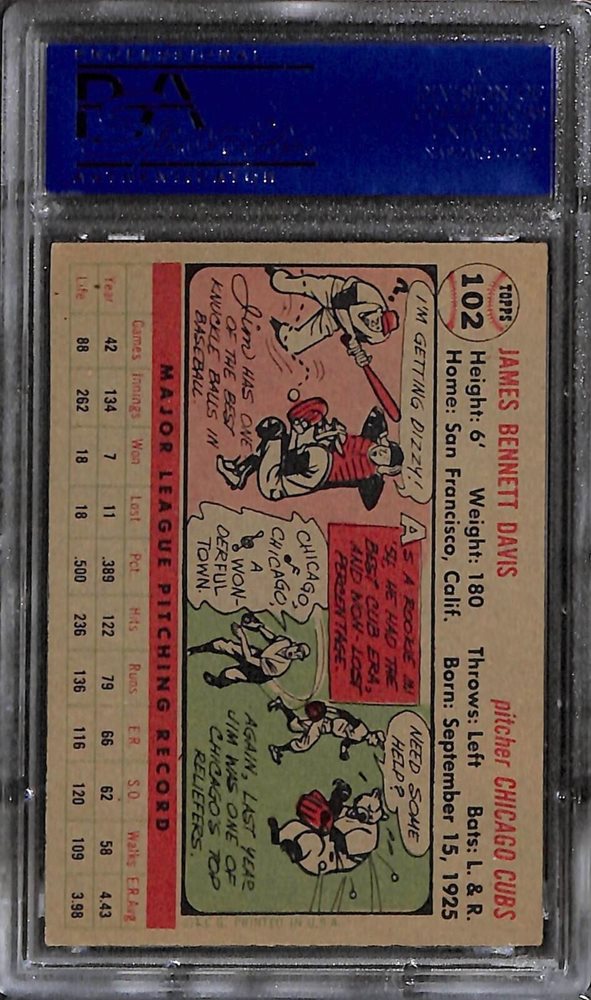 TOPPS
102
JAMES BENNETT DAVIS pitcher CHICAGO CUBS
Height: 6' Weight: 180 Throws: Left Bats: L. & R.
Home: San Francisco, Calif. Born: September 15, 1925
I'M GETTING DIZZY!
?
Jim HAS ONE
OF THE BEST
KNUCKLE BALLS IN
BASEBALL.
AS A ROOKIE IN
'51, HE HAD THE
BEST CUB ERA,
AND WON-LOST
PERCENTAGE.
CHICAGO,
CHICAGO,
A
WON-
DERFUL
TOWN.
NEED SOME
HELP?
AGAIN, LAST YEAR
JIM WAS ONE OF
CHICAGO'S TOP
RELIEFERS.
PRINTED IN U.S.A.
MAJOR LEAGUE PITCHING RECORD
Games Innings Won Lost Pct Hits Runs E.R. S.O. Walks E.R.Avg
Year 42 134 7 11 .389 122 79 66 62 58 4.43
Life 88 262 18 18 .500 236 136 116 120 109 3.98